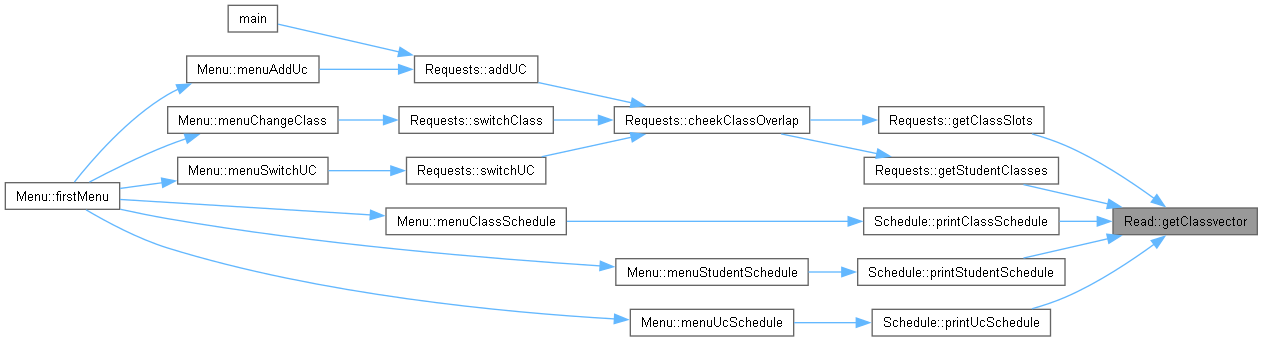 main
Menu::menuAddUc
Requests::addUC
Menu::menuChangeClass
Requests::switchClass
Requests::cheekClassOverlap
Requests::getClassSlots
Menu::menuSwitchUC
Requests::switchUC
Requests::getStudentClasses
Menu::firstMenu
Menu::menuClassSchedule
Schedule::printClassSchedule
Read::getClassvector
Menu::menuStudentSchedule
Schedule::printStudentSchedule
Menu::menuUcSchedule
Schedule::printUcSchedule